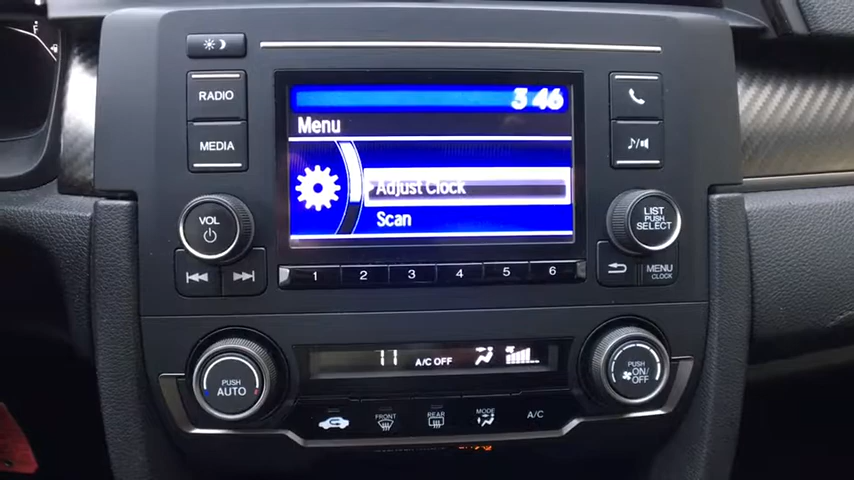 RADIO
MEDIA
VOL
3 46
Menu
Adjust Clock
Scan
LIST
PUSH
SELECT
1 2 3 4 5 6
MENU
CLOCK
PUSH
AUTO
A/C OFF
PUSH
ON/
OFF
FRONT
REAR
MODE
A/C